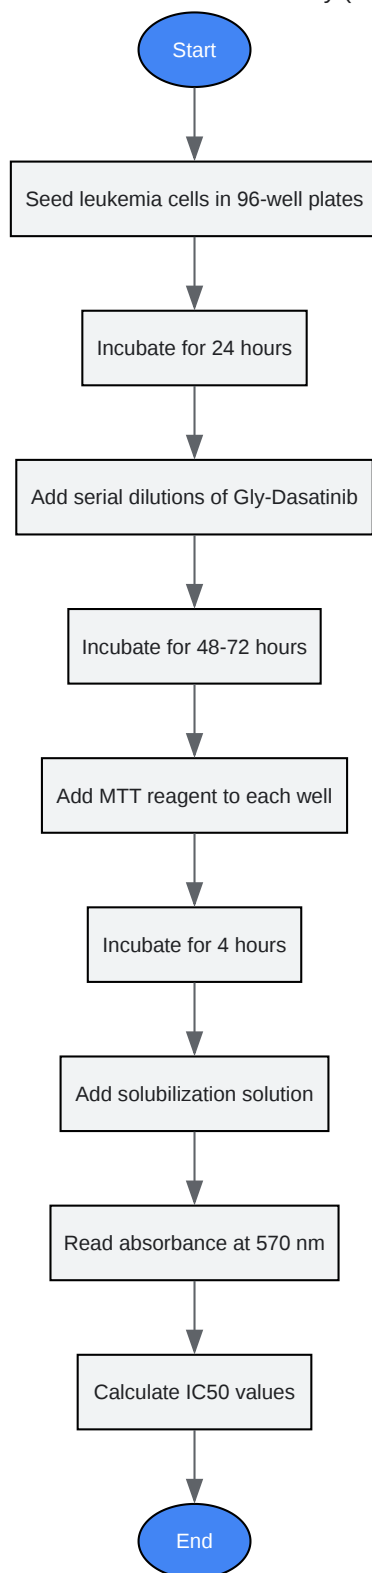 Start
Seed leukemia cells in 96-well plates
Incubate for 24 hours
Add serial dilutions of Gly-Dasatinib
Incubate for 48-72 hours
Add MTT reagent to each well
Incubate for 4 hours
Add solubilization solution
Read absorbance at 570 nm
Calculate IC50 values
End